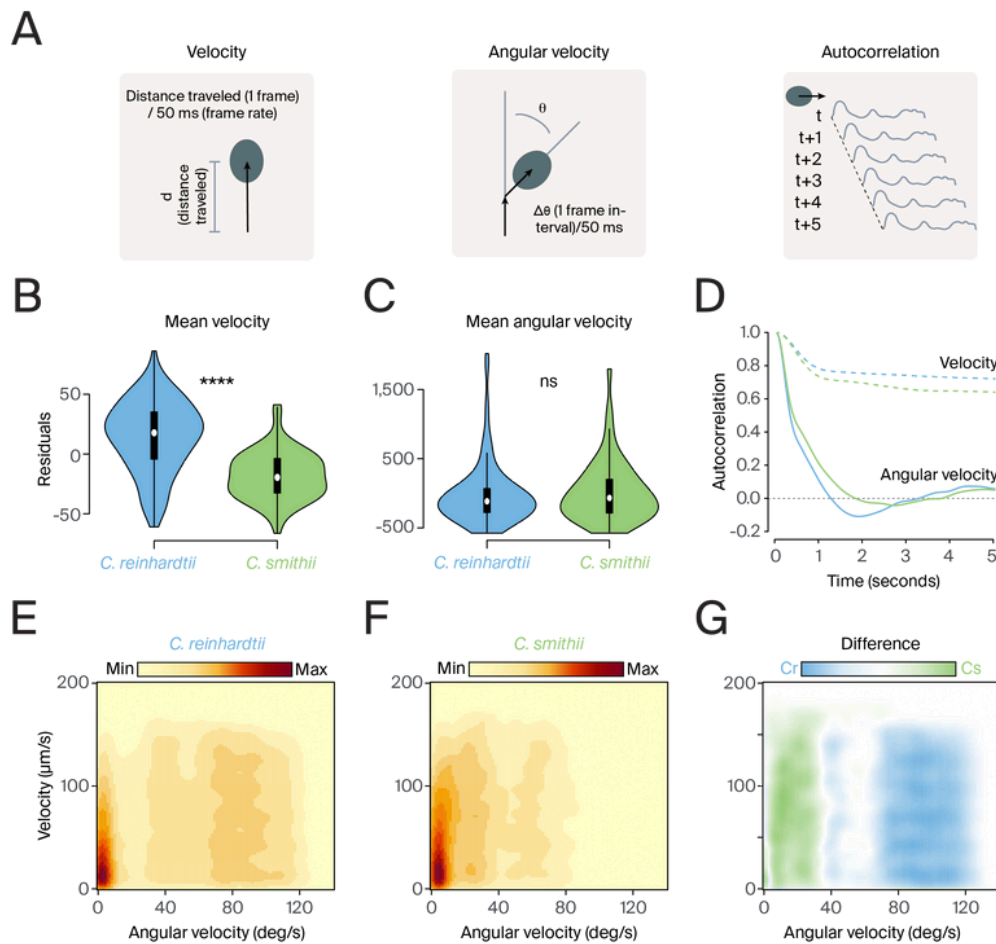 A
Velocity
Distance traveled (1 frame)
/ 50 ms (frame rate)
d
(distance
traveled)
Angular velocity
θ
Δθ (1 frame in-
terval)/50 ms
Autocorrelation
t
t+1
t+2
t+3
t+4
t+5
B
Mean velocity
Residuals
50
0
-50
****
C. reinhardtii
C. smithii
C
Mean angular velocity
1,500
500
-500
ns
C. reinhardtii
C. smithii
D
Autocorrelation
1.0
0.8
0.6
0.4
0.2
0.0
-0.2
Velocity
Angular velocity
0 1 2 3 4 5
Time (seconds)
E
C. reinhardtii
Min Max
Velocity (µm/s)
200
100
0
0 40 80 120
Angular velocity (deg/s)
F
C. smithii
Min Max
200
100
0
0 40 80 120
Angular velocity (deg/s)
G
Difference
Cr Cs
200
100
0
0 40 80 120
Angular velocity (deg/s)